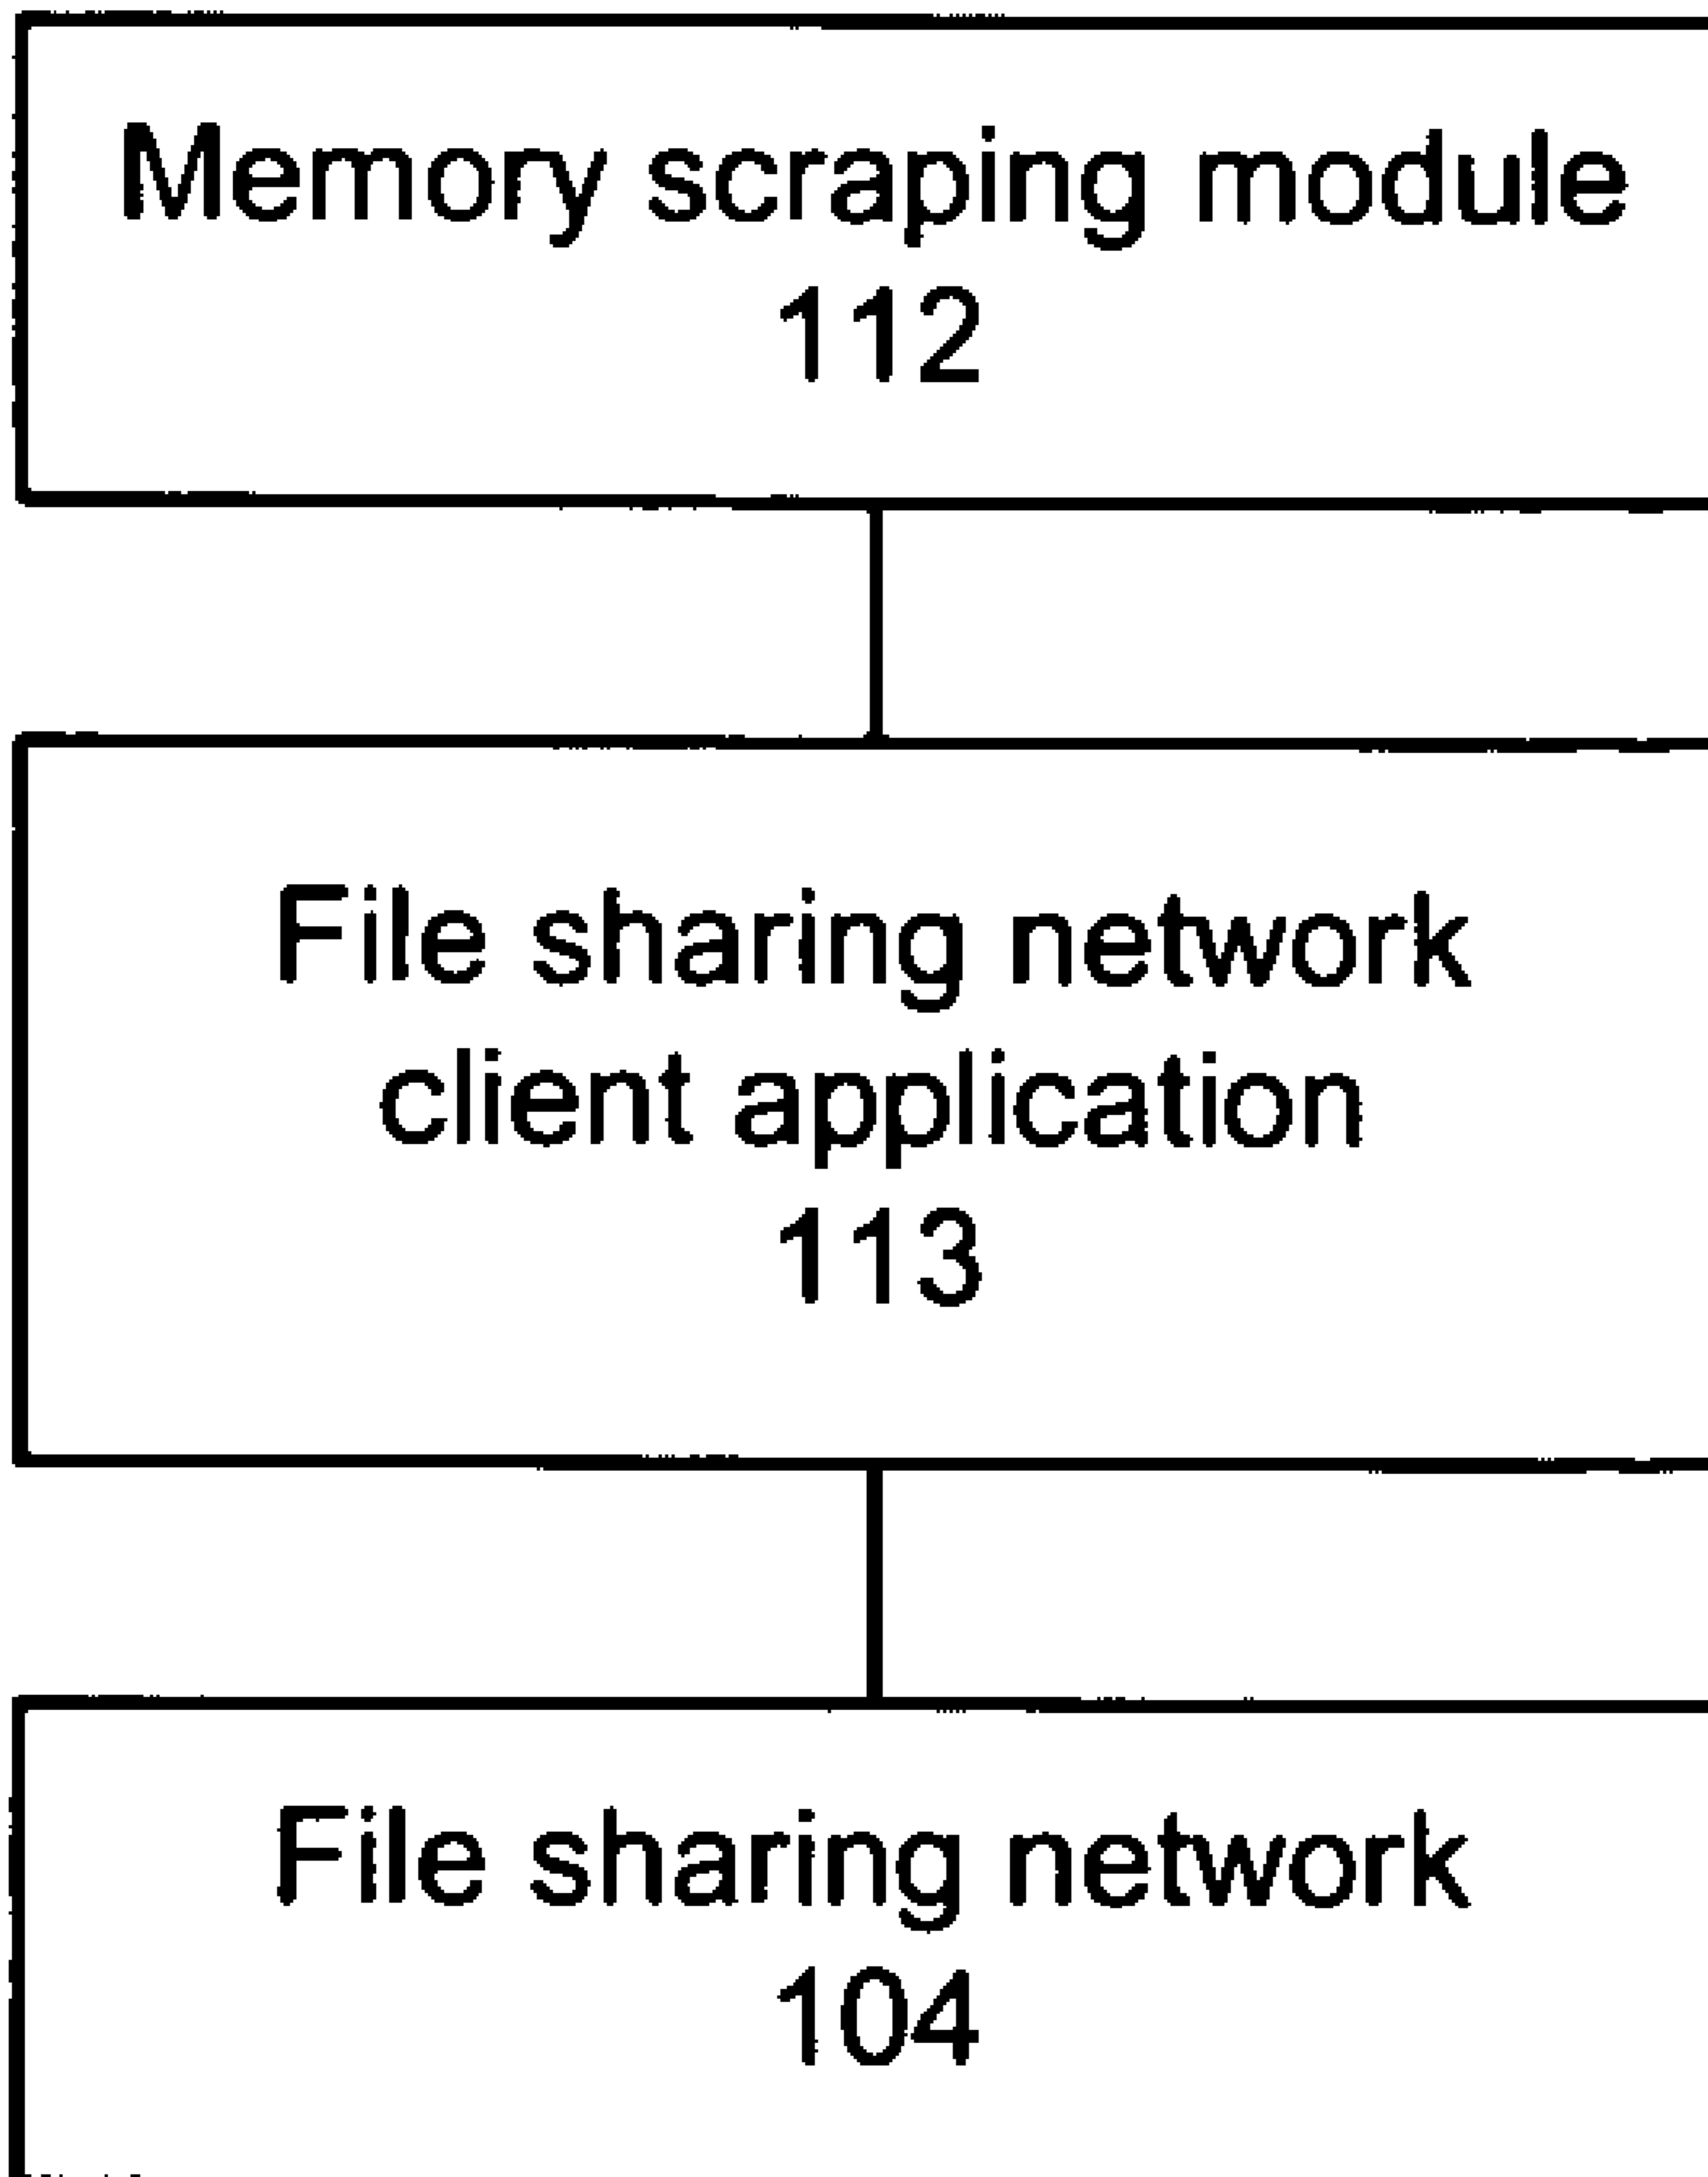 Memory scraping module
112
File sharing network
client application
113
File sharing network
104